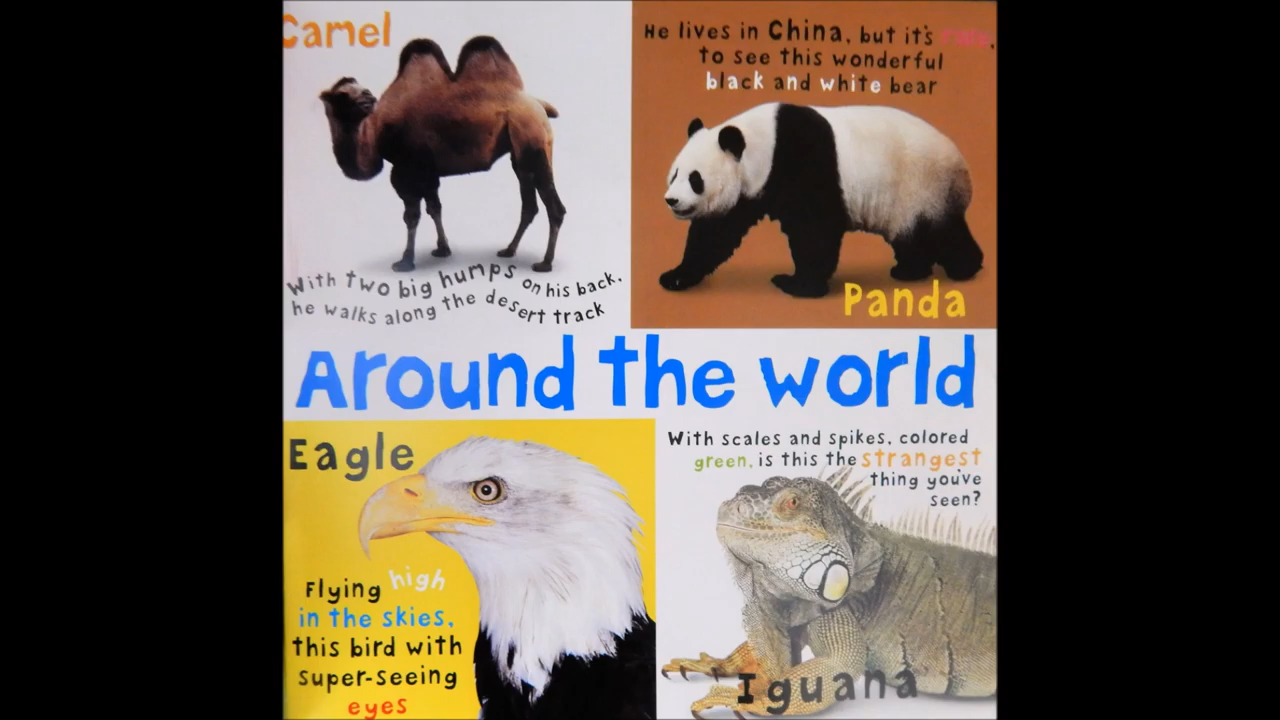 Camel
With two big humps on his back,
he walks along the desert track
He lives in China, but it's rare,
to see this wonderful
black and white bear
Panda
Around the world
Eagle
Flying high
in the skies,
this bird with
super-seeing
eyes
With scales and spikes, colored
green, is this the strangest
thing you've
seen?
Iguana